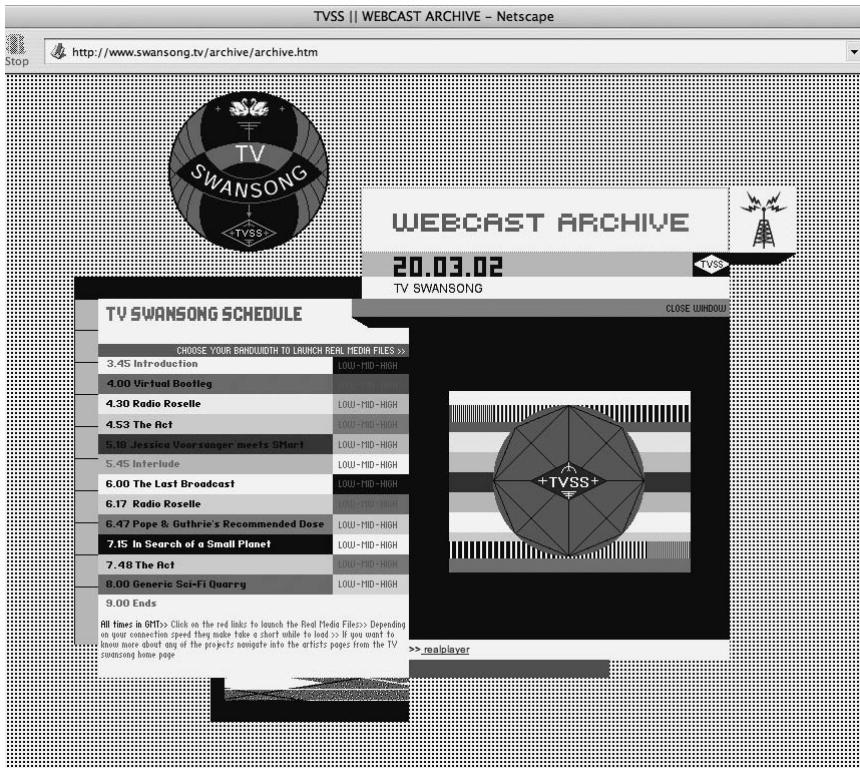 TVSS || WEBCAST ARCHIVE – Netscape
Stop
http://www.swansong.tv/archive/archive.htm
TV
SWANSONG
+TVSS+
WEBCAST ARCHIVE
20.03.02
TVSS
TV SWANSONG
CLOSE WINDOW
TV SWANSONG SCHEDULE
CHOOSE YOUR BANDWIDTH TO LAUNCH REAL MEDIA FILES >>
3.45 Introduction LOW-MID-HIGH
4.00 Virtual Bootleg
4.30 Radio Roselle LOW-MID-HIGH
4.53 The Act LOW-MID-HIGH
5.18 Jessica Voorsanger meets SMart LOW-MID-HIGH
5.45 Interlude LOW-MID-HIGH
6.00 The Last Broadcast LOW-MID-HIGH
6.17 Radio Roselle LOW-MID-HIGH
6.47 Pope & Guthrie's Recommended Dose LOW-MID-HIGH
7.15 In Search of a Small Planet LOW-MID-HIGH
7.48 The Act LOW-MID-HIGH
8.00 Generic Sci-Fi Quarry LOW-MID-HIGH
9.00 Ends
All times in GMT>> Click on the red links to launch the Real Media Files>> Depending
on your connection speed they make take a short while to load >> If you want to
know more about any of the projects navigate into the artists pages from the TV
swansong home page
+TVSS+
>> realplayer